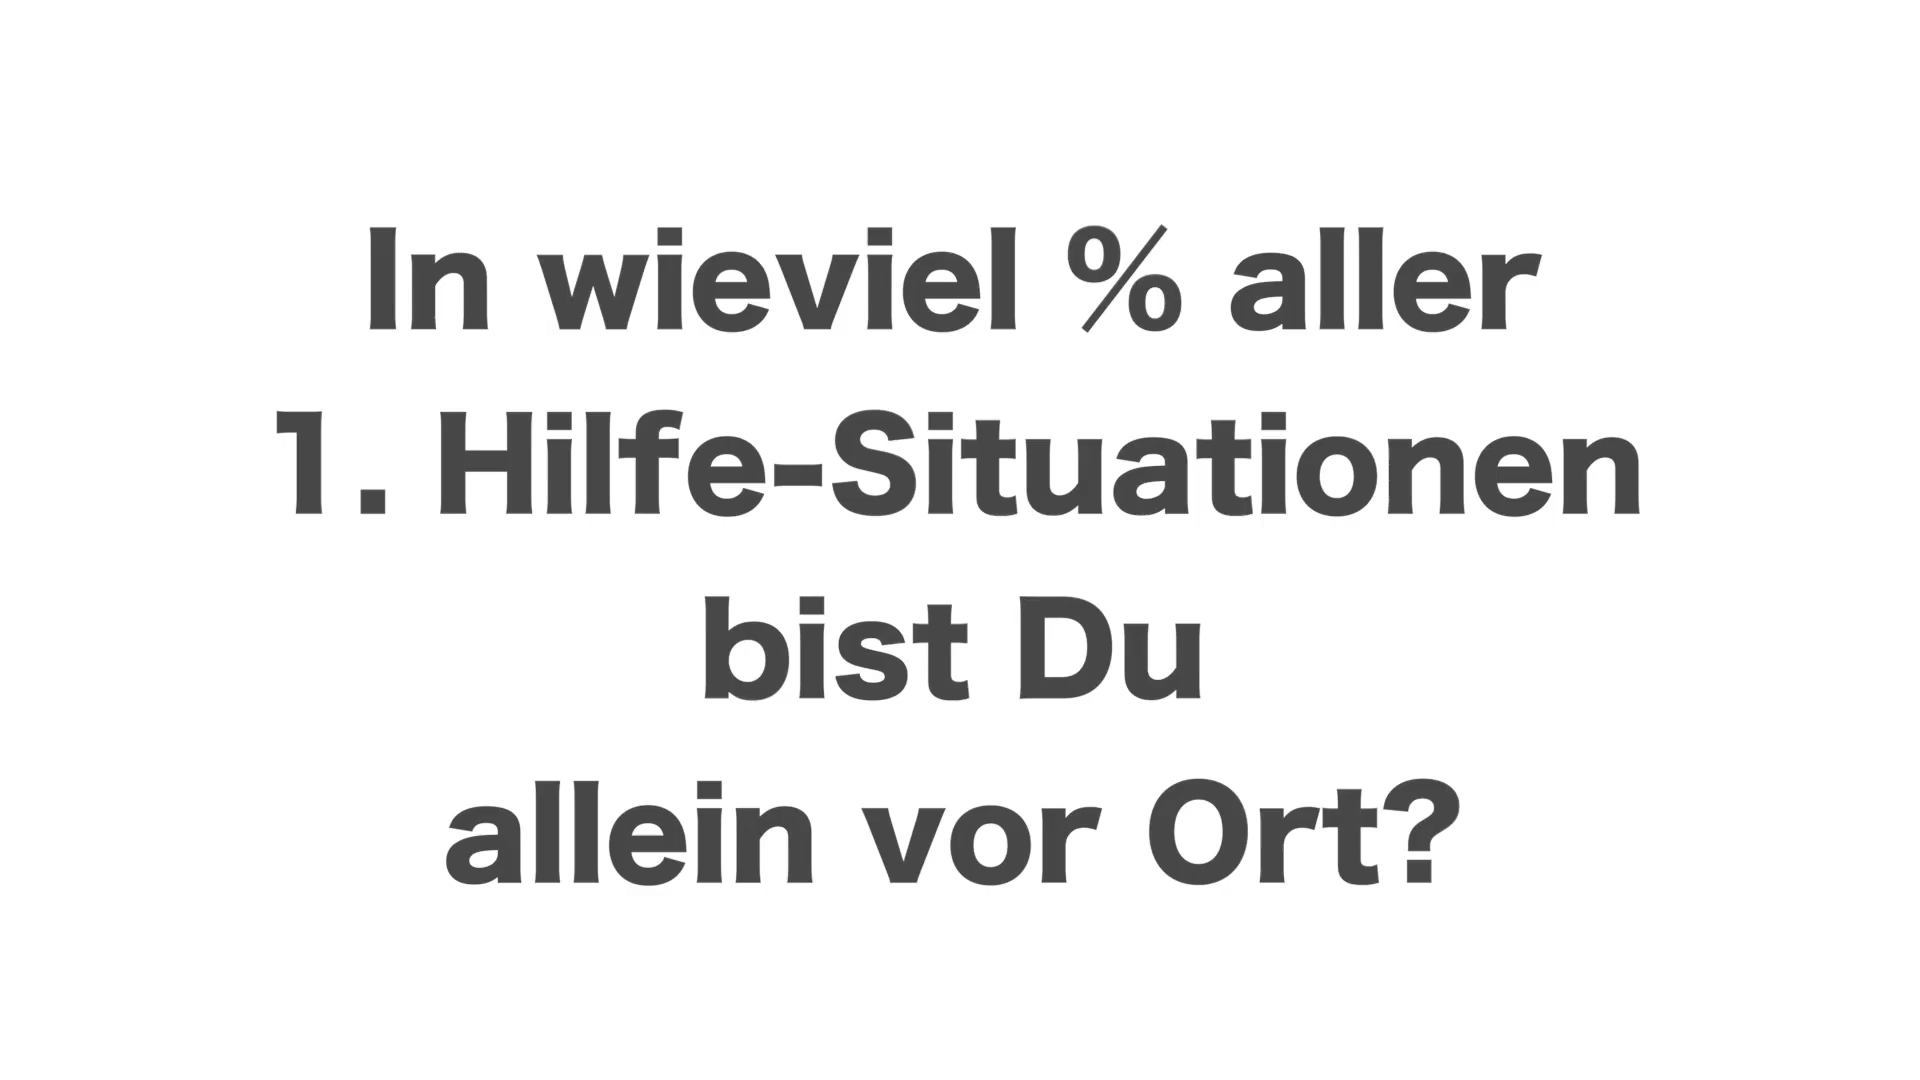 In wieviel % aller
1. Hilfe-Situationen
bist Du
allein vor Ort?